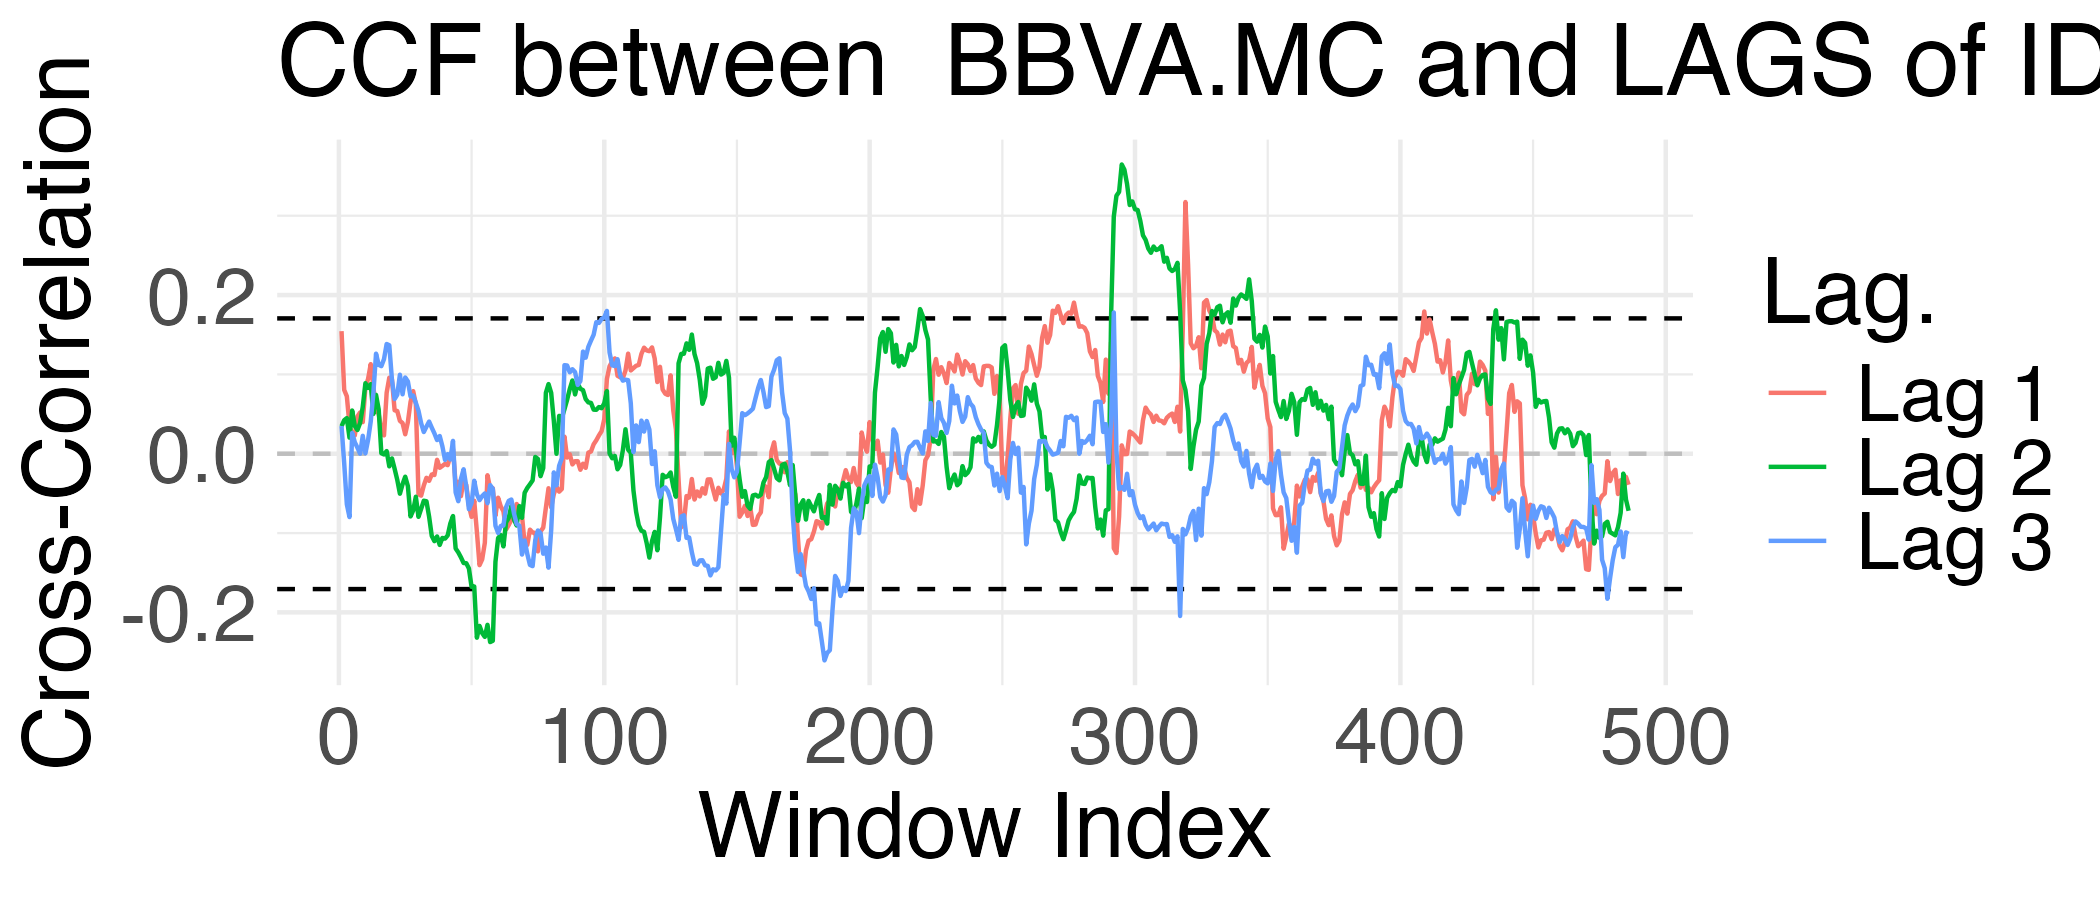 CCF between  BBVA.MC and LAGS of ID
Cross-Correlation
0.2
0.0
-0.2
0 100 200 300 400 500
Window Index
Lag.
Lag 1
Lag 2
Lag 3